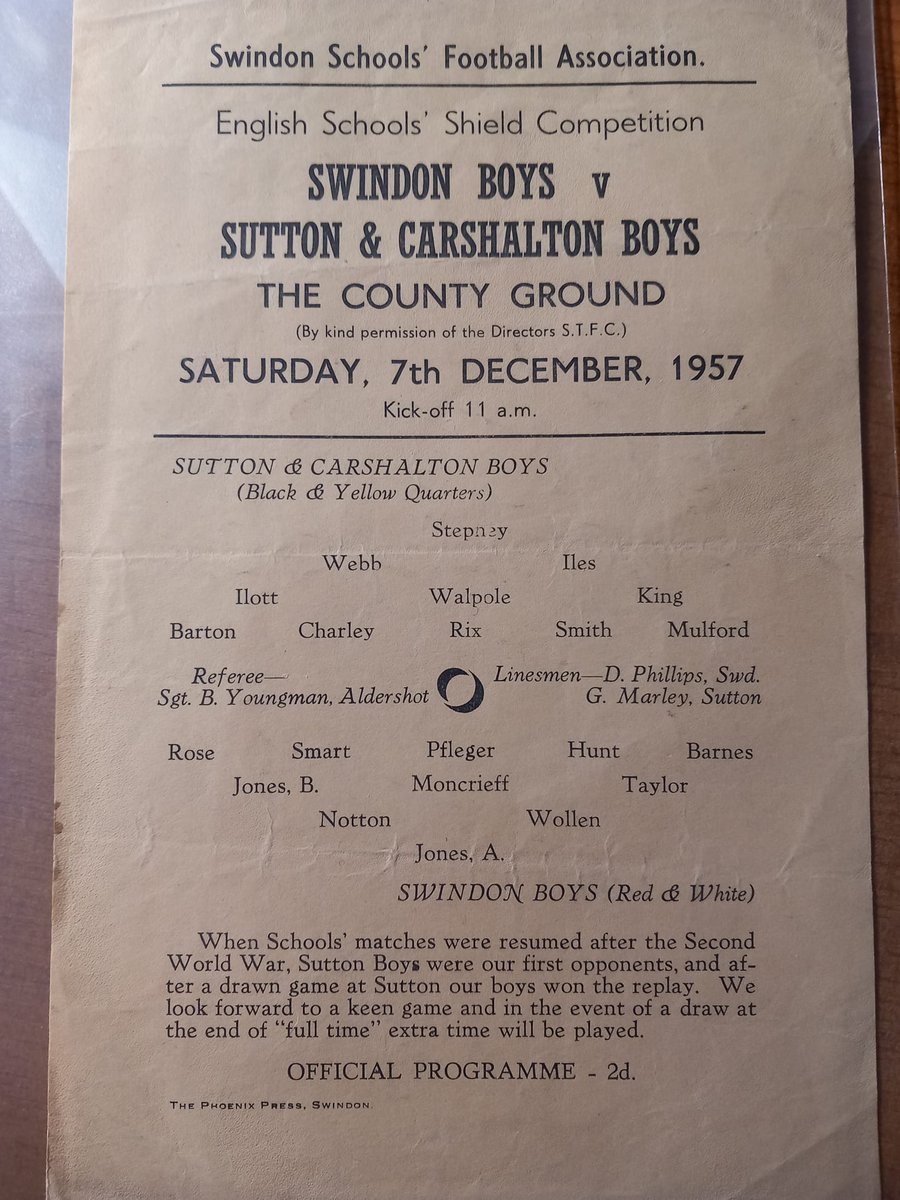 Swindon Schools' Football Association.
English Schools' Shield Competition
SWINDON BOYS v
SUTTON & CARSHALTON BOYS
THE COUNTY GROUND
(By kind permission of the Directors S.T.F.C.)
SATURDAY, 7th DECEMBER, 1957
Kick-off 11 a.m.
SUTTON & CARSHALTON BOYS
(Black & Yellow Quarters)
Stepney
Webb Iles
Ilott Walpole King
Barton Charley Rix Smith Mulford
Referee—
Sgt. B. Youngman, Aldershot
Linesmen—D. Phillips, Swd.
G. Marley, Sutton
Rose Smart Pfleger Hunt Barnes
Jones, B. Moncrieff Taylor
Notton Wollen
Jones, A.
SWINDON BOYS (Red & White)
When Schools' matches were resumed after the Second
World War, Sutton Boys were our first opponents, and af-
ter a drawn game at Sutton our boys won the replay. We
look forward to a keen game and in the event of a draw at
the end of "full time" extra time will be played.
OFFICIAL PROGRAMME - 2d.
THE PHOENIX PRESS, SWINDON.